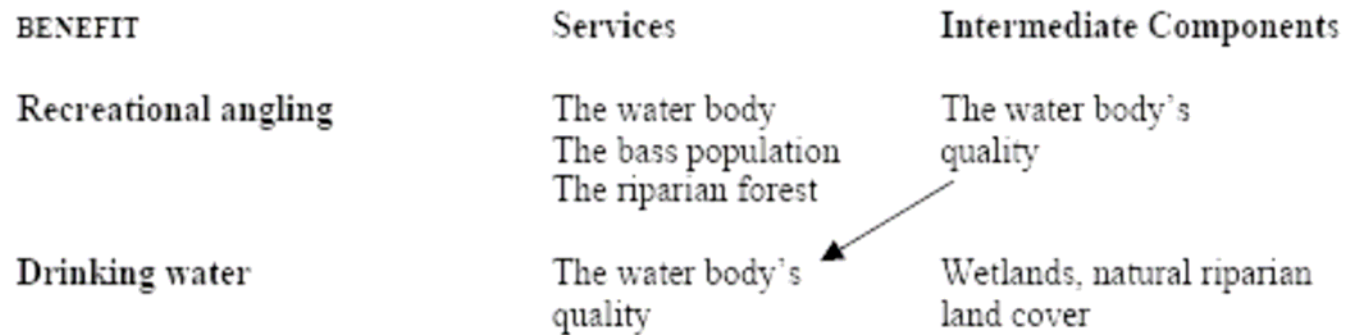 BENEFIT Services Intermediate Components
Recreational angling The water body The water body's
The bass population quality
The riparian forest
Drinking water The water body's Wetlands, natural riparian
quality land cover